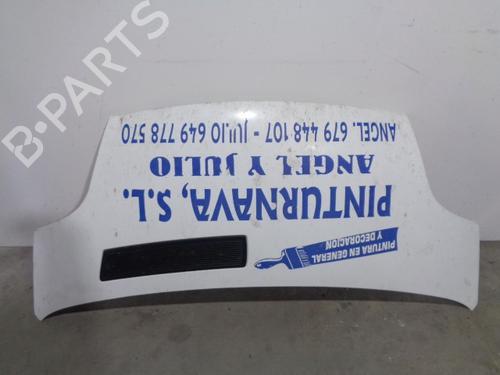 B-PARTS
PINTURA EN GENERAL
Y DECORACION
PINTURNAVA, S.L.
ANGEL Y JULIO
ANGEL. 679 448 107 - JULIO 649 778 570